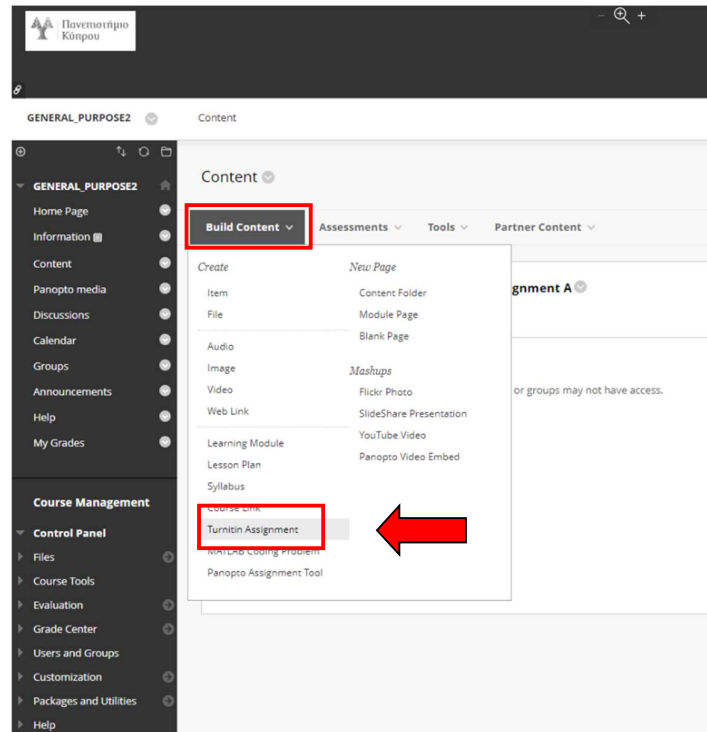 Πανεπιστήμιο
Κύπρου
GENERAL_PURPOSE2
Content
GENERAL_PURPOSE2
Home Page
Information
Content
Panopto media
Discussions
Calendar
Groups
Announcements
Help
My Grades
Course Management
Control Panel
Files
Course Tools
Evaluation
Grade Center
Users and Groups
Customization
Packages and Utilities
Help
Content
Build Content
Assessments
Tools
Partner Content
Create
Item
File
Audio
Image
Video
Web Link
Learning Module
Lesson Plan
Syllabus
Course Link
Turnitin Assignment
MATLAB Coding Problem
Panopto Assignment Tool
New Page
Content Folder
Module Page
Blank Page
Mashups
Flickr Photo
SlideShare Presentation
YouTube Video
Panopto Video Embed
gnment A
or groups may not have access.